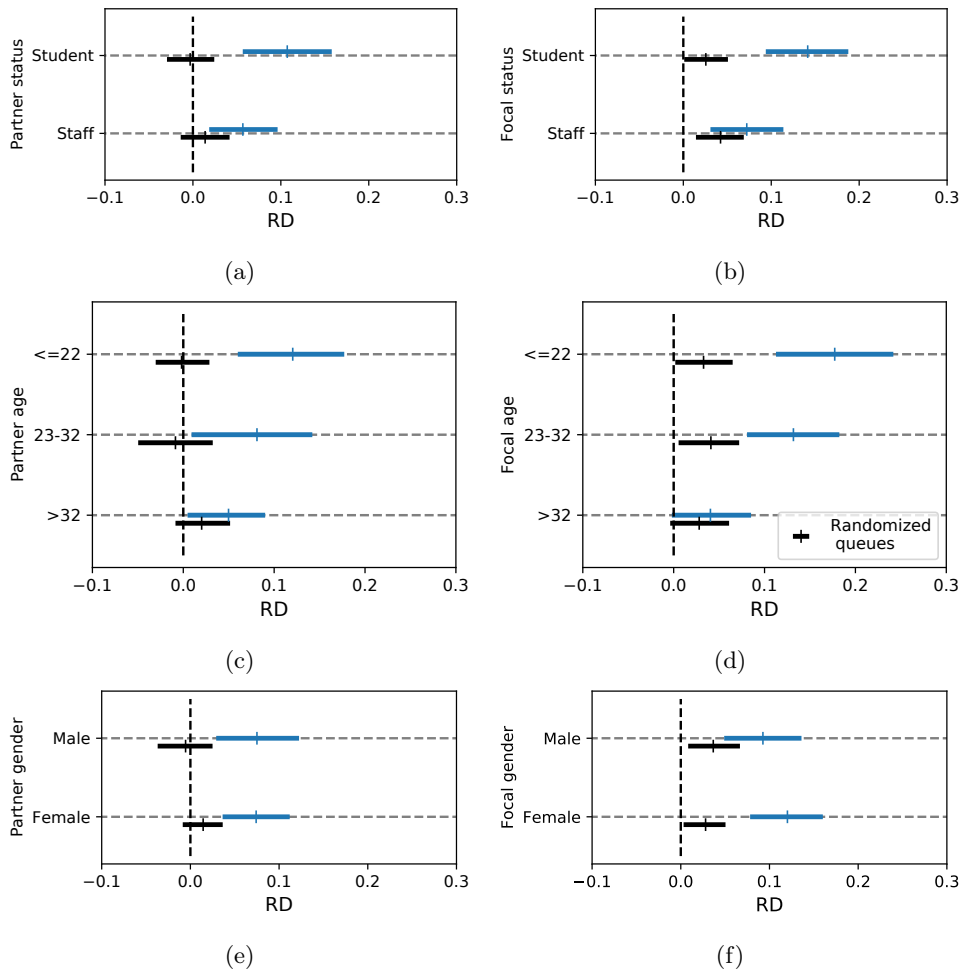 Partner status
Student
Staff
−0.1 0.0 0.1 0.2 0.3
RD
(a)
Focal status
Student
Staff
−0.1 0.0 0.1 0.2 0.3
RD
(b)
Partner age
<=22
23-32
>32
−0.1 0.0 0.1 0.2 0.3
RD
(c)
Focal age
<=22
23-32
>32
Randomized
queues
−0.1 0.0 0.1 0.2 0.3
RD
(d)
Partner gender
Male
Female
−0.1 0.0 0.1 0.2 0.3
RD
(e)
Focal gender
Male
Female
−0.1 0.0 0.1 0.2 0.3
RD
(f)